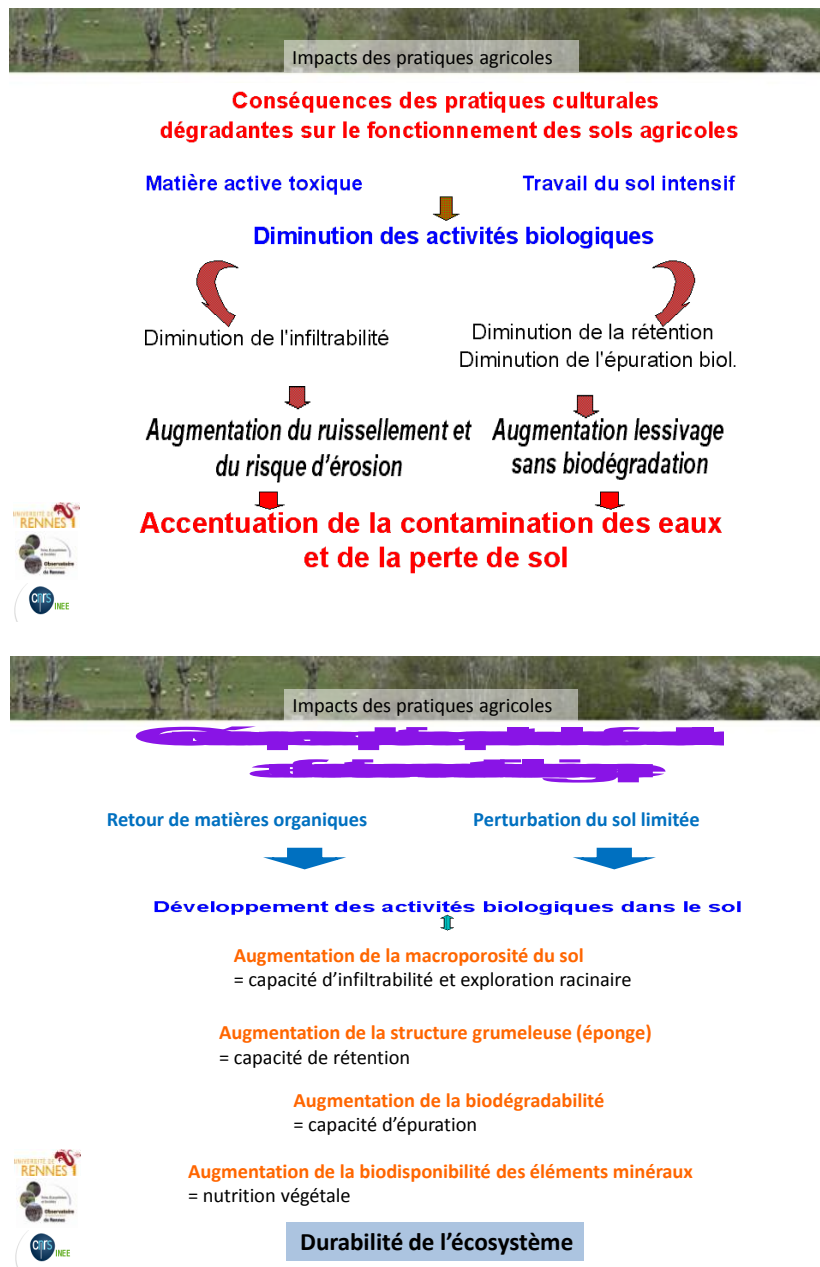 Impacts des pratiques agricoles
Conséquences des pratiques culturales
dégradantes sur le fonctionnement des sols agricoles
Matière active toxique
Travail du sol intensif
Diminution des activités biologiques
Diminution de l'infiltrabilité
Diminution de la rétention
Diminution de l'épuration biol.
Augmentation du ruissellement et
du risque d'érosion
Augmentation lessivage
sans biodégradation
Accentuation de la contamination des eaux
et de la perte de sol
UNIVERSITÉ DE
RENNES 1
Observatoire
de Rennes
cnrs
INEE
Impacts des pratiques agricoles
Retour de matières organiques
Perturbation du sol limitée
Développement des activités biologiques dans le sol
Augmentation de la macroporosité du sol
= capacité d'infiltrabilité et exploration racinaire
Augmentation de la structure grumeleuse (éponge)
= capacité de rétention
Augmentation de la biodégradabilité
= capacité d'épuration
Augmentation de la biodisponibilité des éléments minéraux
= nutrition végétale
UNIVERSITÉ DE
RENNES 1
Observatoire
de Rennes
cnrs
INEE
Durabilité de l'écosystème